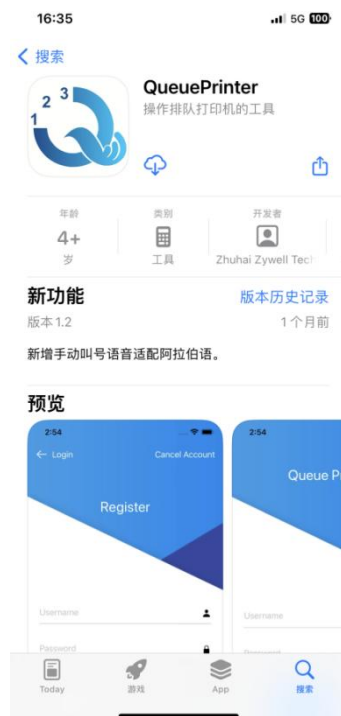 16:35
5G 100
搜索
1 2 3
QueuePrinter
操作排队打印机的工具
年龄
类别
开发者
4+
岁
工具
Zhuhai Zywell Tech
新功能
版本历史记录
版本 1.2
1个月前
新增手动叫号语音适配阿拉伯语。
预览
2:54
← Login
Cancel Account
Register
Username
Password
2:54
Queue P
Username
Today
游戏
App
搜索